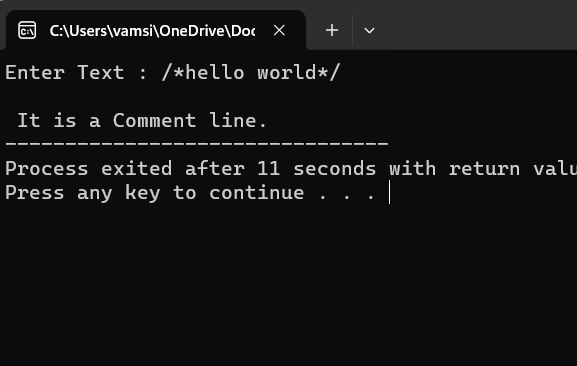 C:\Users\vamsi\OneDrive\Doc
Enter Text : /*hello world*/
It is a Comment line.
--------------------------------
Process exited after 11 seconds with return valu
Press any key to continue . . .